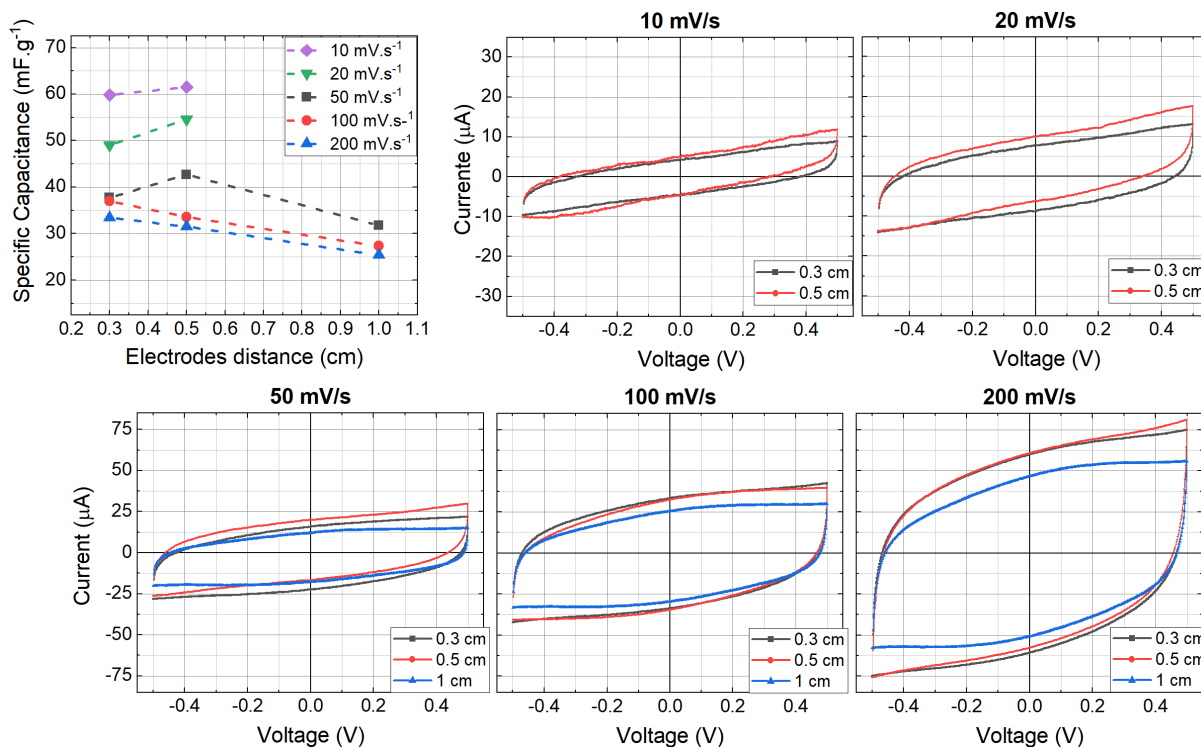 Specific Capacitance (mF.g⁻¹)
70
60
50
40
30
20
0.2 0.3 0.4 0.5 0.6 0.7 0.8 0.9 1.0 1.1
Electrodes distance (cm)
10 mV.s⁻¹
20 mV.s⁻¹
50 mV.s⁻¹
100 mV.s-¹
200 mV.s⁻¹
10 mV/s
Currente (µA)
30
20
10
0
-10
-20
-30
-0.4 -0.2 0.0 0.2 0.4
Voltage (V)
0.3 cm
0.5 cm
20 mV/s
-0.4 -0.2 0.0 0.2 0.4
Voltage (V)
0.3 cm
0.5 cm
50 mV/s
Current (µA)
75
50
25
0
-25
-50
-75
-0.4 -0.2 0.0 0.2 0.4
Voltage (V)
0.3 cm
0.5 cm
1 cm
100 mV/s
-0.4 -0.2 0.0 0.2 0.4
Voltage (V)
0.3 cm
0.5 cm
1 cm
200 mV/s
-0.4 -0.2 0.0 0.2 0.4
Voltage (V)
0.3 cm
0.5 cm
1 cm